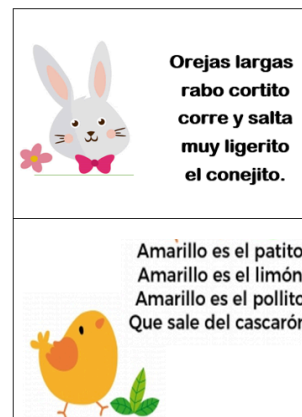 Orejas largas
rabo cortito
corre y salta
muy ligerito
el conejito.
Amarillo es el patito
Amarillo es el limón
Amarillo es el pollito
Que sale del cascarón